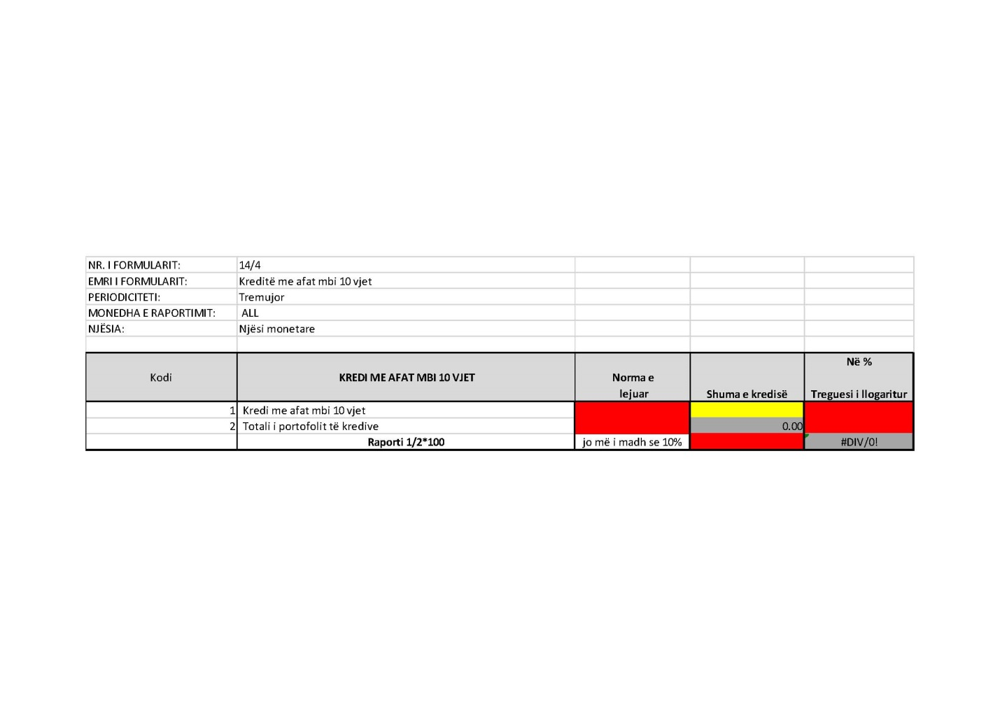 NR. I FORMULARIT: 14/4
EMRI I FORMULARIT: Kreditë me afat mbi 10 vjet
PERIODICITETI: Tremujor
MONEDHA E RAPORTIMIT: ALL
NJËSIA: Njësi monetare
Kodi KREDI ME AFAT MBI 10 VJET Norma e lejuar Shuma e kredisë Në % Treguesi i llogaritur
1 Kredi me afat mbi 10 vjet
2 Totali i portofolit të kredive 0.00
Raporti 1/2*100 jo më i madh se 10% #DIV/0!